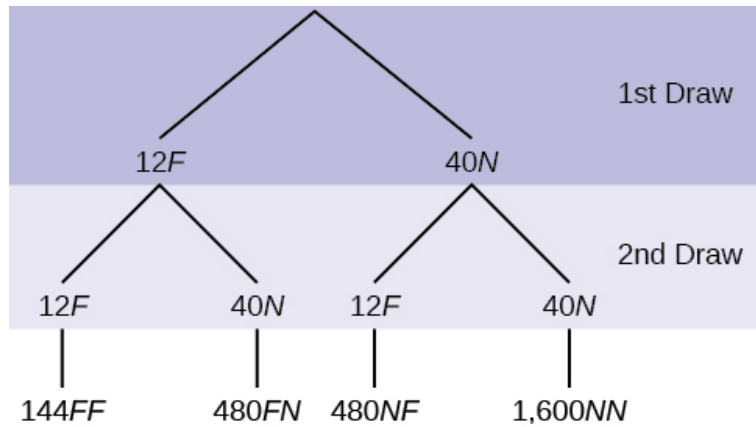 1st Draw
12F 40N
2nd Draw
12F 40N 12F 40N
144FF 480FN 480NF 1,600NN